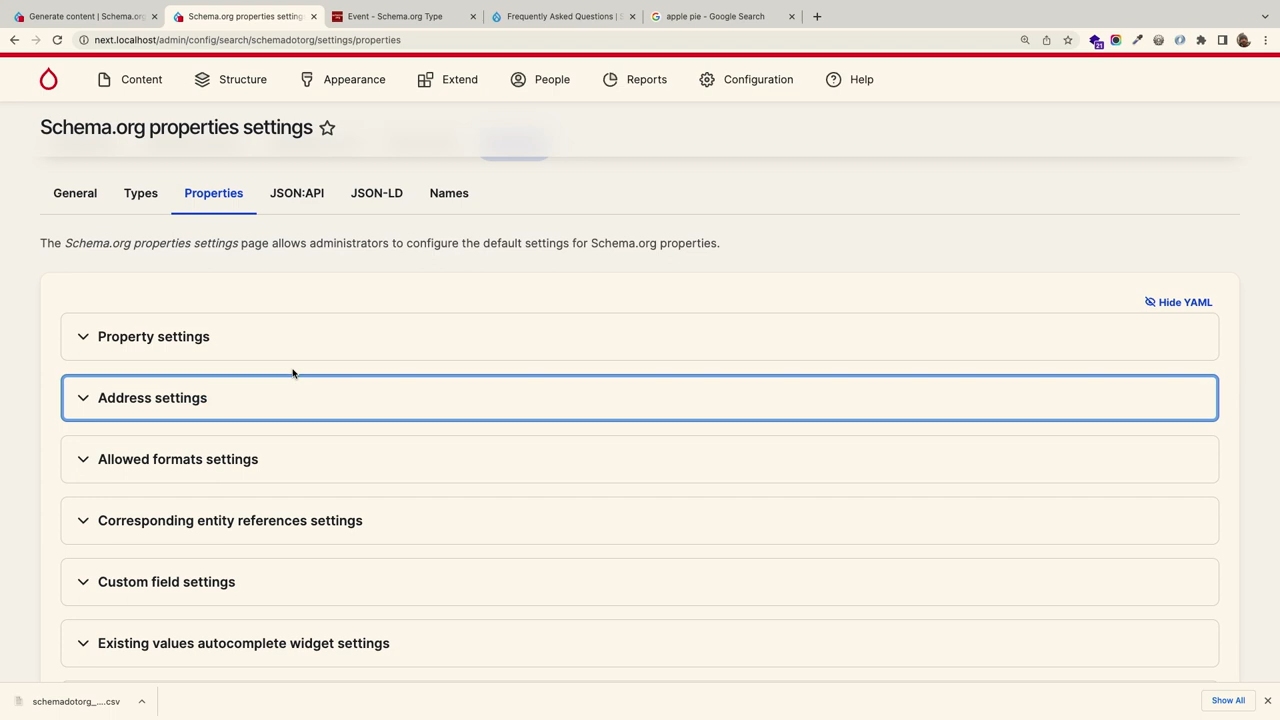 Generate content | Schema.org
Schema.org properties setting
Event - Schema.org Type
Frequently Asked Questions | S
apple pie - Google Search
next.localhost/admin/config/search/schemadotorg/settings/properties
21
Content
Structure
Appearance
Extend
People
Reports
Configuration
Help
Schema.org properties settings
General
Types
Properties
JSON:API
JSON-LD
Names
The Schema.org properties settings page allows administrators to configure the default settings for Schema.org properties.
Hide YAML
Property settings
Address settings
Allowed formats settings
Corresponding entity references settings
Custom field settings
Existing values autocomplete widget settings
schemadotorg_....csv
Show All